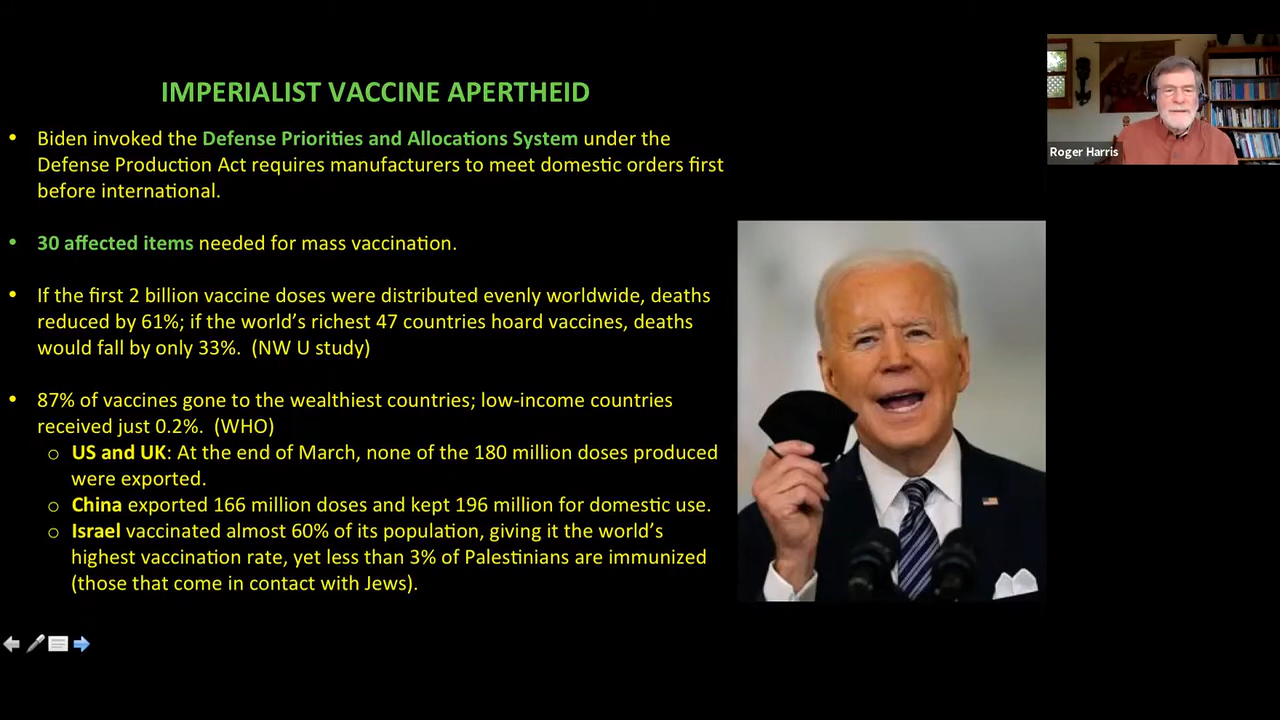 IMPERIALIST VACCINE APERTHEID
• Biden invoked the Defense Priorities and Allocations System under the
Defense Production Act requires manufacturers to meet domestic orders first
before international.
• 30 affected items needed for mass vaccination.
• If the first 2 billion vaccine doses were distributed evenly worldwide, deaths
reduced by 61%; if the world's richest 47 countries hoard vaccines, deaths
would fall by only 33%. (NW U study)
• 87% of vaccines gone to the wealthiest countries; low-income countries
received just 0.2%. (WHO)
o US and UK: At the end of March, none of the 180 million doses produced
were exported.
o China exported 166 million doses and kept 196 million for domestic use.
o Israel vaccinated almost 60% of its population, giving it the world's
highest vaccination rate, yet less than 3% of Palestinians are immunized
(those that come in contact with Jews).
Roger Harris